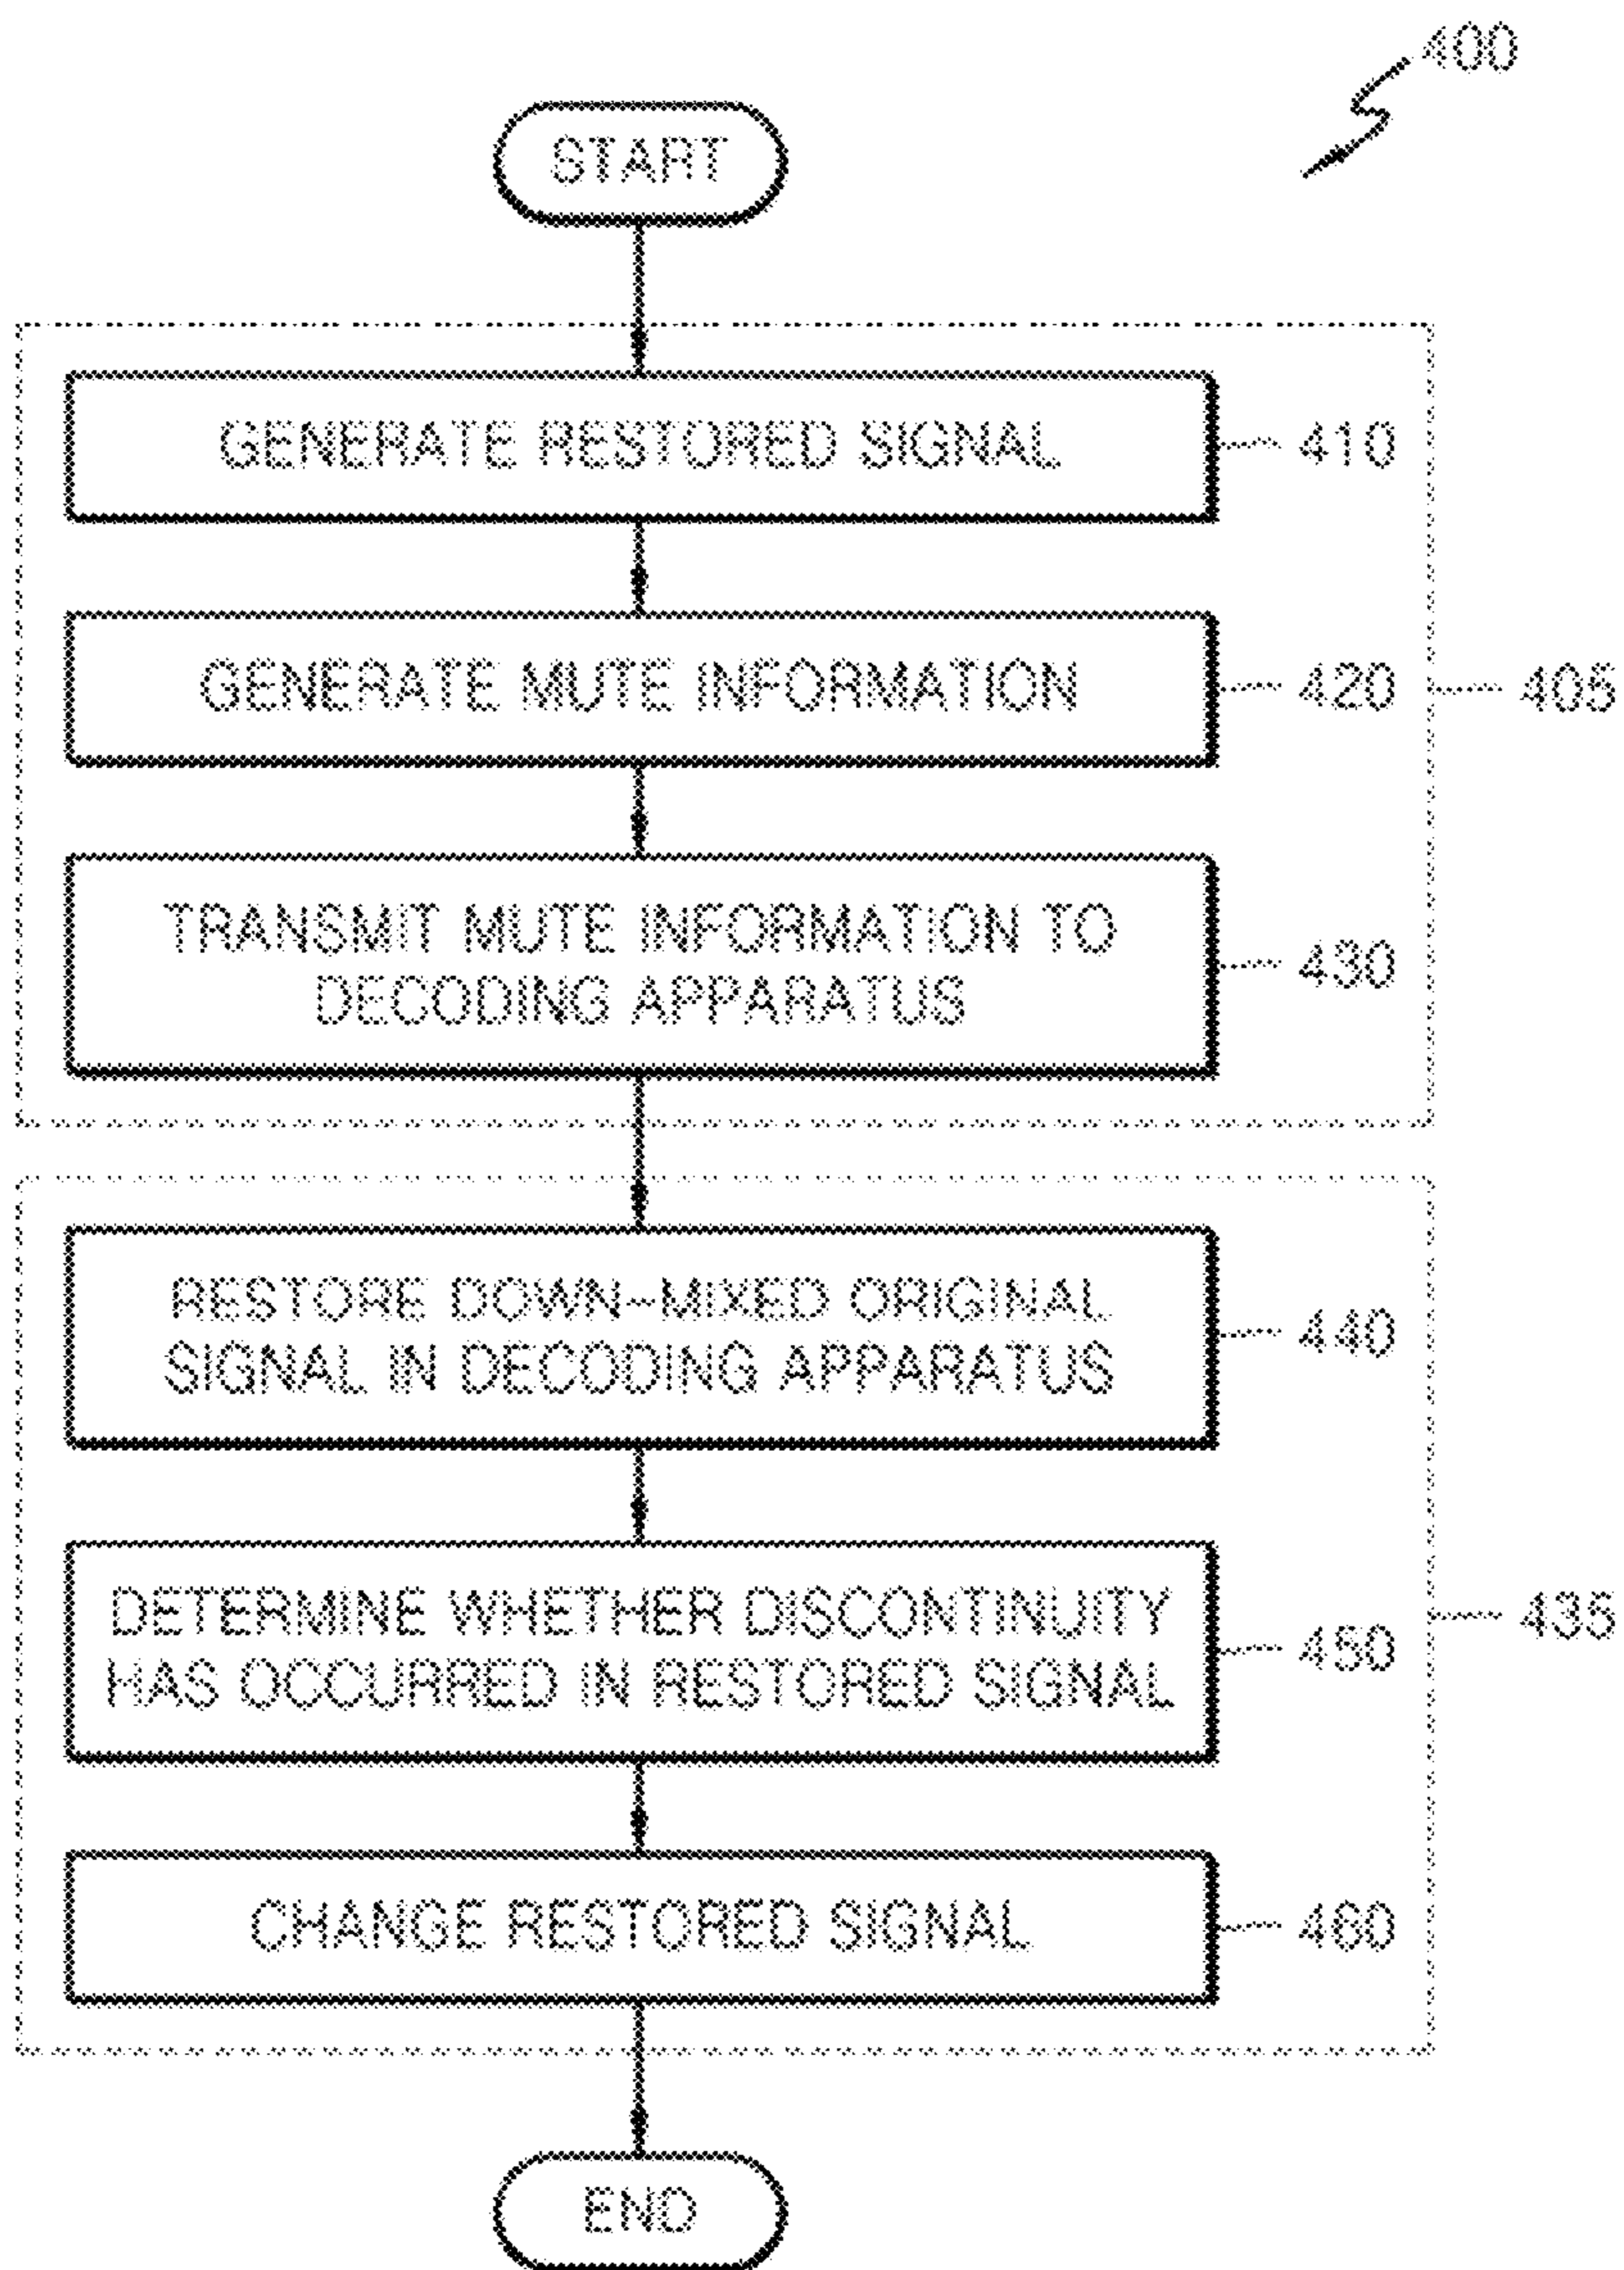 400
START
GENERATE RESTORED SIGNAL
410
GENERATE MUTE INFORMATION
420
405
TRANSMIT MUTE INFORMATION TO
DECODING APPARATUS
430
RESTORE DOWN-MIXED ORIGINAL
SIGNAL IN DECODING APPARATUS
440
DETERMINE WHETHER DISCONTINUITY
HAS OCCURRED IN RESTORED SIGNAL
450
435
CHANGE RESTORED SIGNAL
460
END